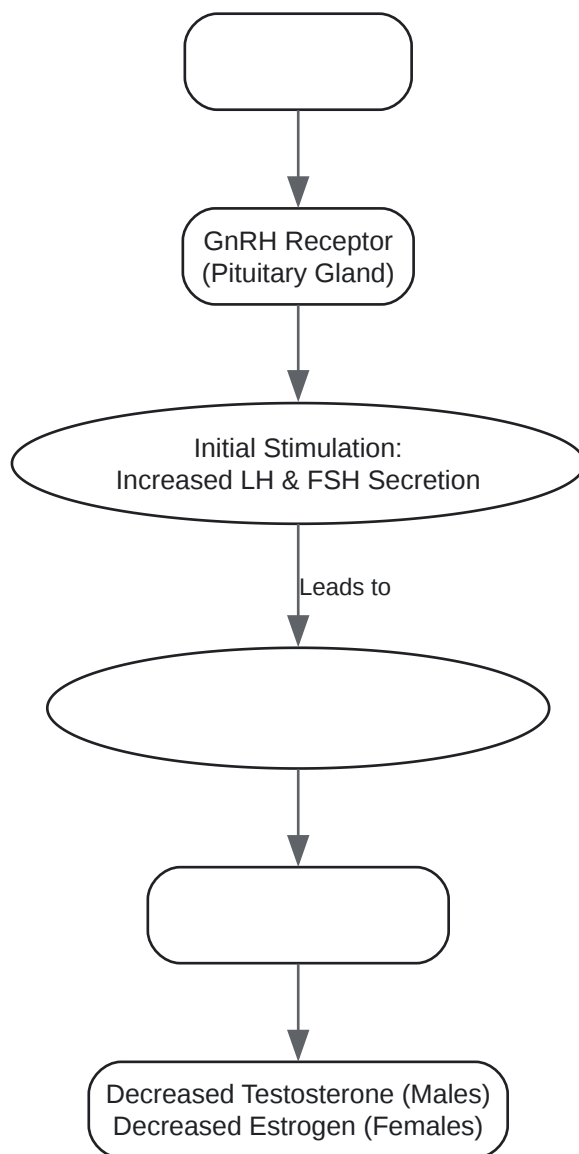 GnRH Receptor
(Pituitary Gland)
Initial Stimulation:
Increased LH & FSH Secretion
Leads to
Decreased Testosterone (Males)
Decreased Estrogen (Females)